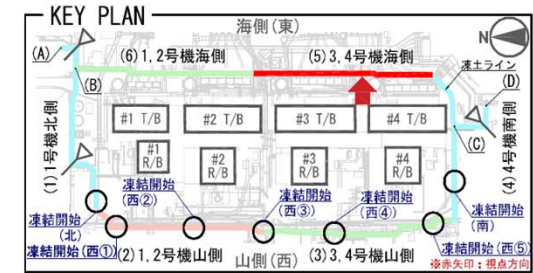 KEY PLAN
海側(東)
N
(A)
(6)1,2号機海側
(5)3,4号機海側
凍土ライン
(B)
(D)
#1 T/B
#2 T/B
#3 T/B
#4 T/B
(C)
(1)1号機北側
#1
R/B
#2
R/B
#3
R/B
#4
R/B
(4)4号機南側
凍結開始
(西②)
凍結開始
(西③)
凍結開始
(西④)
凍結開始
(北)
凍結開始
(南)
凍結開始(西①)
(2)1,2号機山側
(3)3,4号機山側
凍結開始(西⑤)
山側(西)
※赤矢印：視点方向